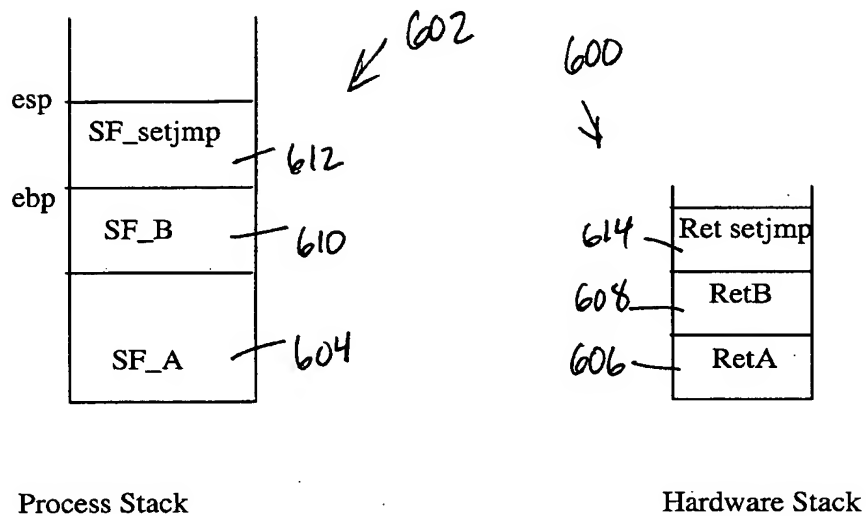 602
600
esp
SF_setjmp
612
ebp
SF_B
610
614
Ret setjmp
608
RetB
SF_A
604
606
RetA
Process Stack
Hardware Stack